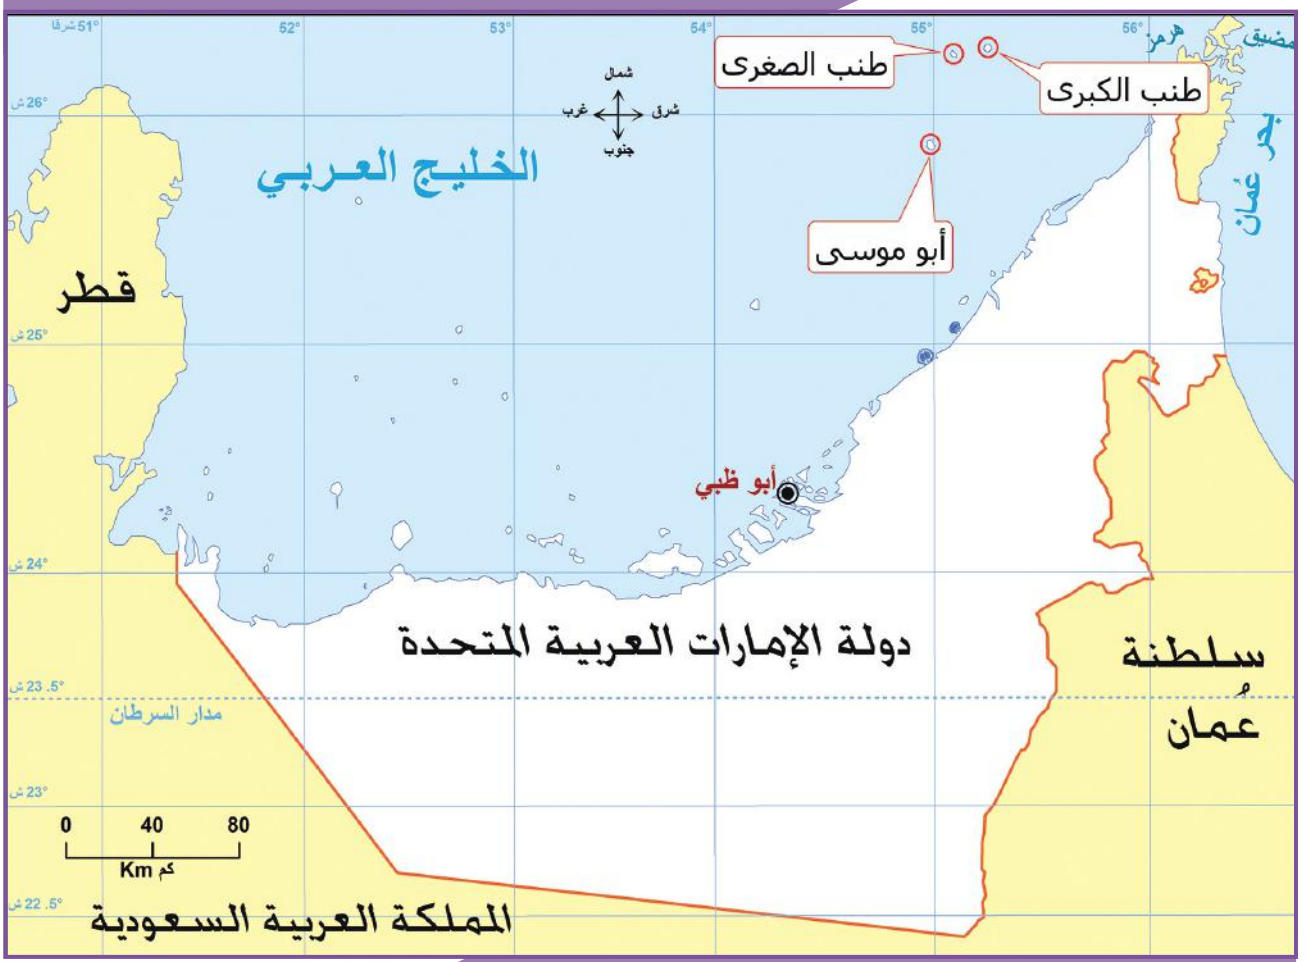 51° شرقا
52°
53°
54°
55°
56°
مضيق
هرمز
طنب الصغرى
طنب الكبرى
شمال
شرق
غرب
جنوب
26° ش
بحر عُمان
الخليج العربي
أبو موسى
قطر
25° ش
أبو ظبي
24° ش
دولة الإمارات العربية المتحدة
سلطنة
عُمان
23.5° ش
مدار السرطان
23° ش
0 40 80
Km كم
22.5° ش
المملكة العربية السعودية